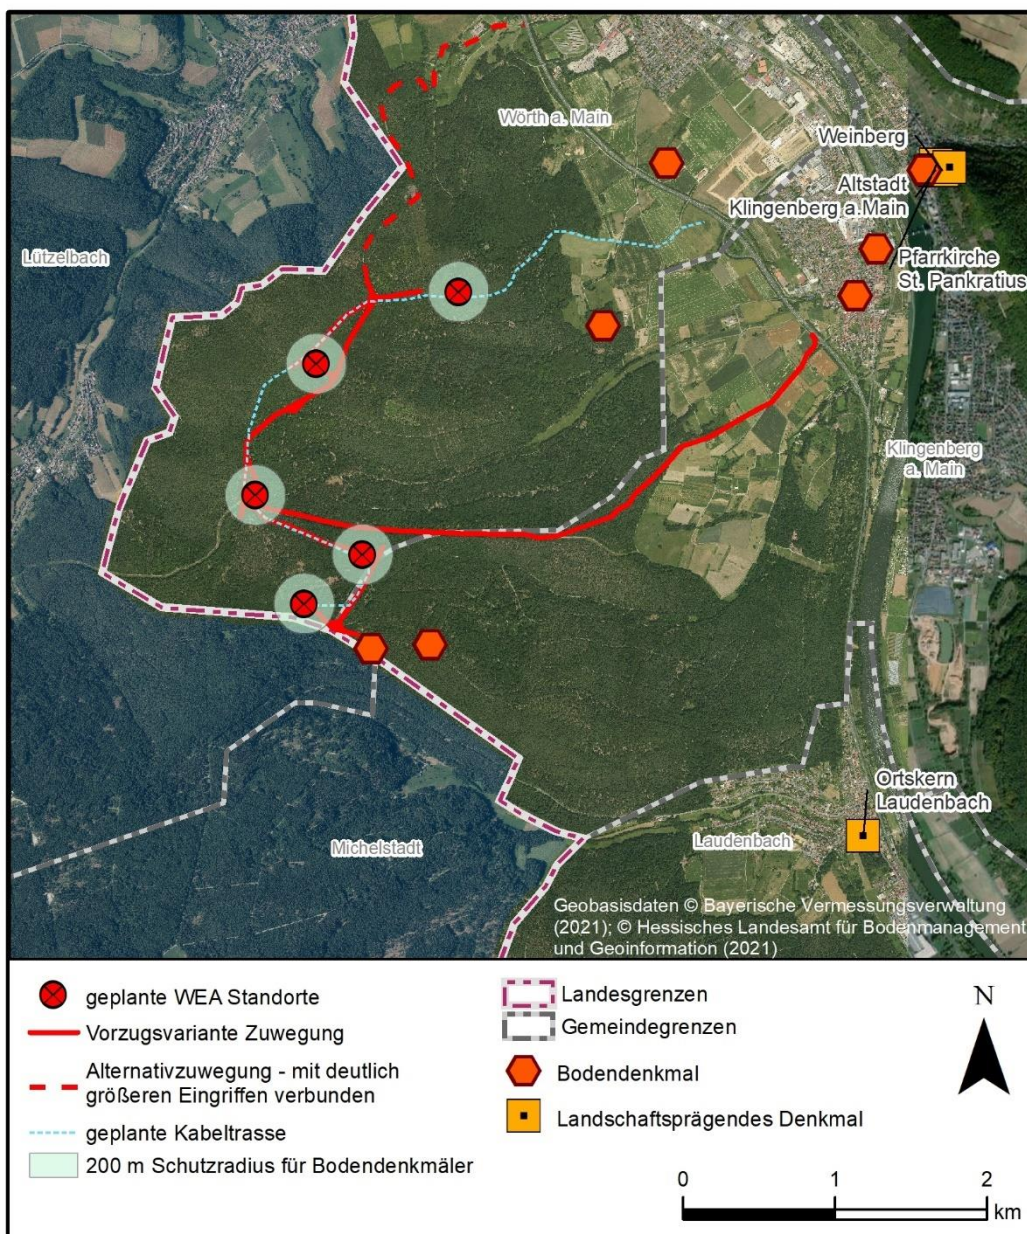 Wörth a. Main
Weinberg
Altstadt
Klingenberg a.Main
Lützelbach
Pfarrkirche
St. Pankratius
Klingenberg
a. Main
Ortskern
Laudenbach
Michelstadt
Laudenbach
Geobasisdaten © Bayerische Vermessungsverwaltung
(2021); © Hessisches Landesamt für Bodenmanagement
und Geoinformation (2021)
geplante WEA Standorte
Vorzugsvariante Zuwegung
Alternativzuwegung - mit deutlich
größeren Eingriffen verbunden
geplante Kabeltrasse
200 m Schutzradius für Bodendenkmäler
Landesgrenzen
Gemeindegrenzen
Bodendenkmal
Landschaftsprägendes Denkmal
N
0 1 2
km